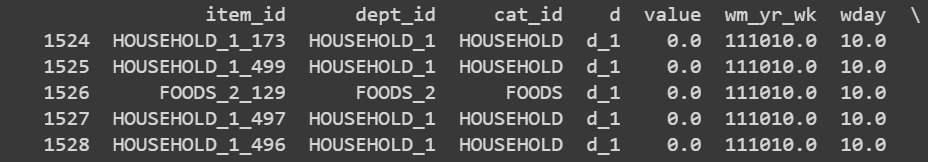 item_id dept_id cat_id d value wm_yr_wk wday \
1524 HOUSEHOLD_1_173 HOUSEHOLD_1 HOUSEHOLD d_1 0.0 111010.0 10.0
1525 HOUSEHOLD_1_499 HOUSEHOLD_1 HOUSEHOLD d_1 0.0 111010.0 10.0
1526 FOODS_2_129 FOODS_2 FOODS d_1 0.0 111010.0 10.0
1527 HOUSEHOLD_1_497 HOUSEHOLD_1 HOUSEHOLD d_1 0.0 111010.0 10.0
1528 HOUSEHOLD_1_496 HOUSEHOLD_1 HOUSEHOLD d_1 0.0 111010.0 10.0